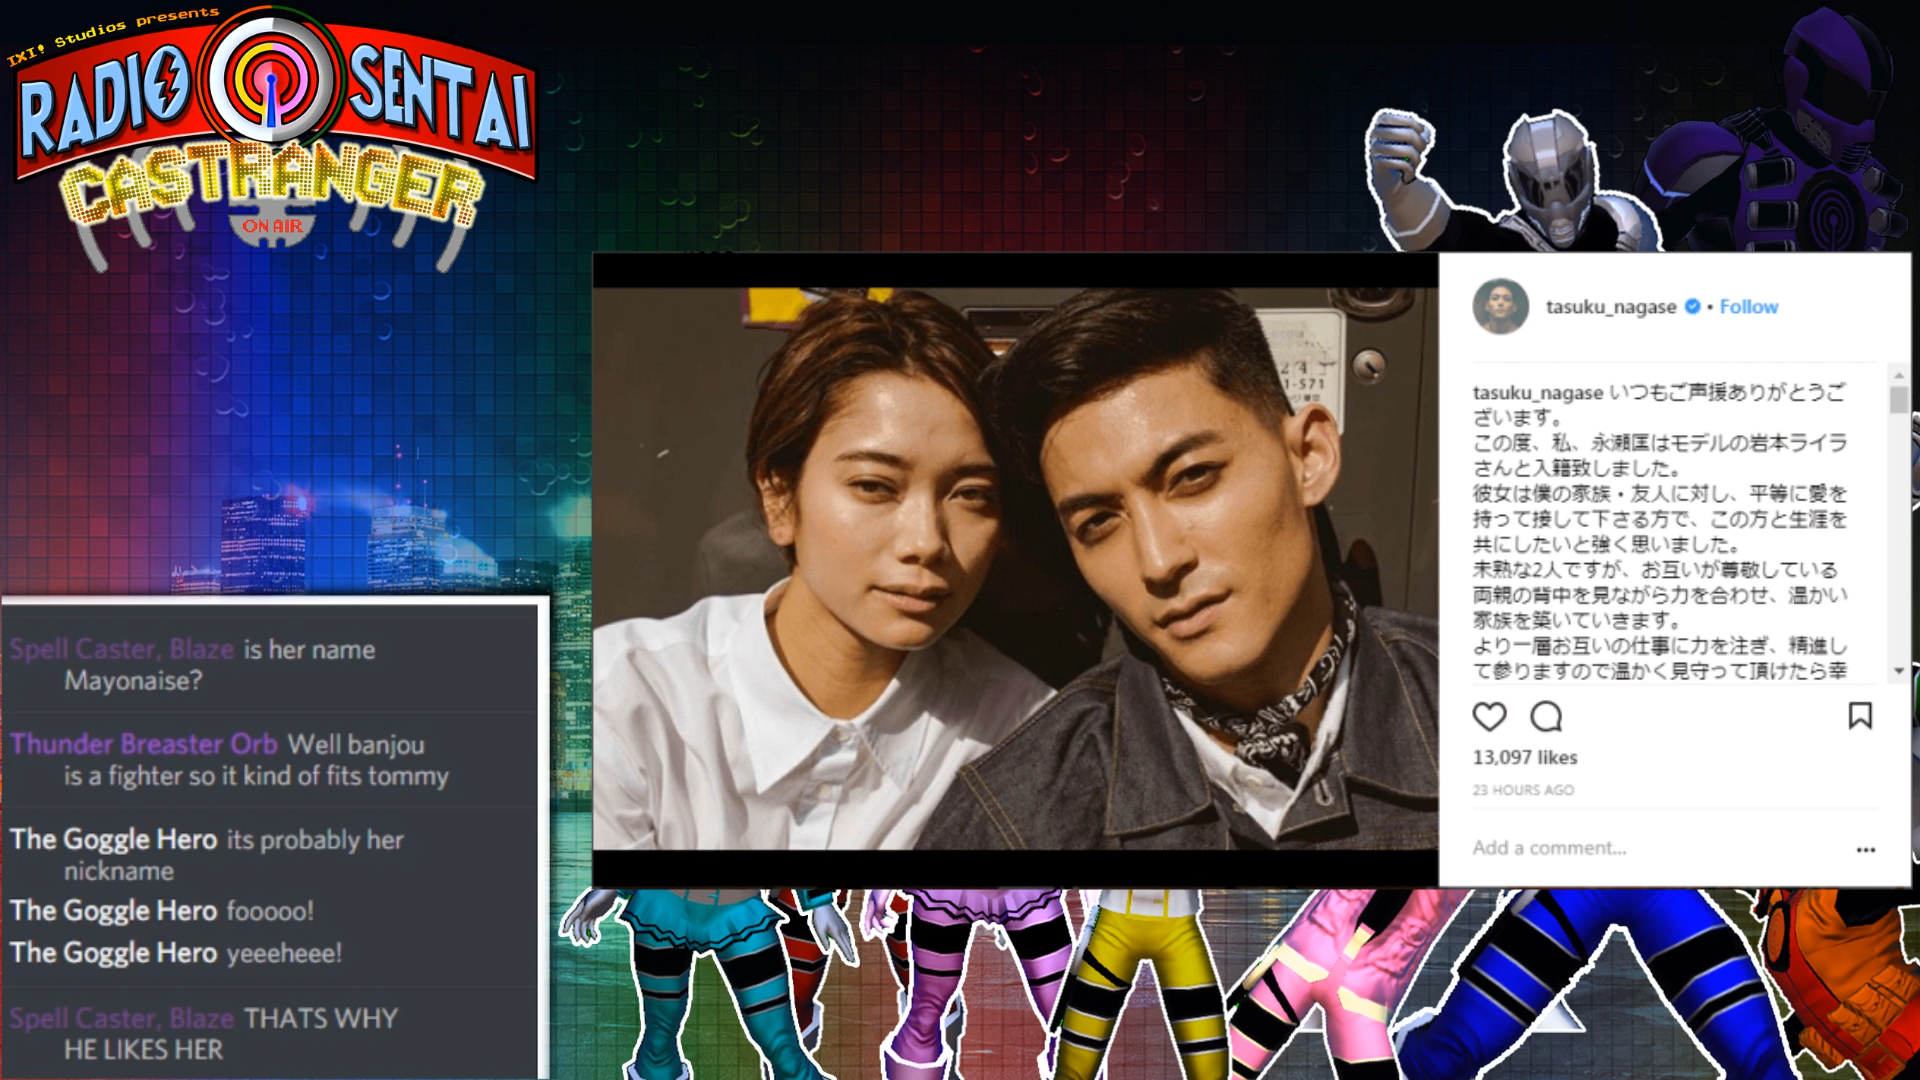 IXI! Studios presents
RADIO SENTAI
CASTRANGER
ON AIR
Spell Caster, Blaze is her name
Mayonaise?
Thunder Breaster Orb Well banjou
is a fighter so it kind of fits tommy
The Goggle Hero its probably her
nickname
The Goggle Hero fooooo!
The Goggle Hero yeeeheee!
Spell Caster, Blaze THATS WHY
HE LIKES HER
24
1-571
tasuku_nagase • Follow
tasuku_nagase いつもご声援ありがとうご
ざいます。
この度、私、永瀬匡はモデルの岩本ライラ
さんと入籍致しました。
彼女は僕の家族・友人に対し、平等に愛を
持って接して下さる方で、この方と生涯を
共にしたいと強く思いました。
未熟な2人ですが、お互いが尊敬している
両親の背中を見ながら力を合わせ、温かい
家族を築いていきます。
より一層お互いの仕事に力を注ぎ、精進し
て参りますので温かく見守って頂けたら幸
13,097 likes
23 HOURS AGO
Add a comment...